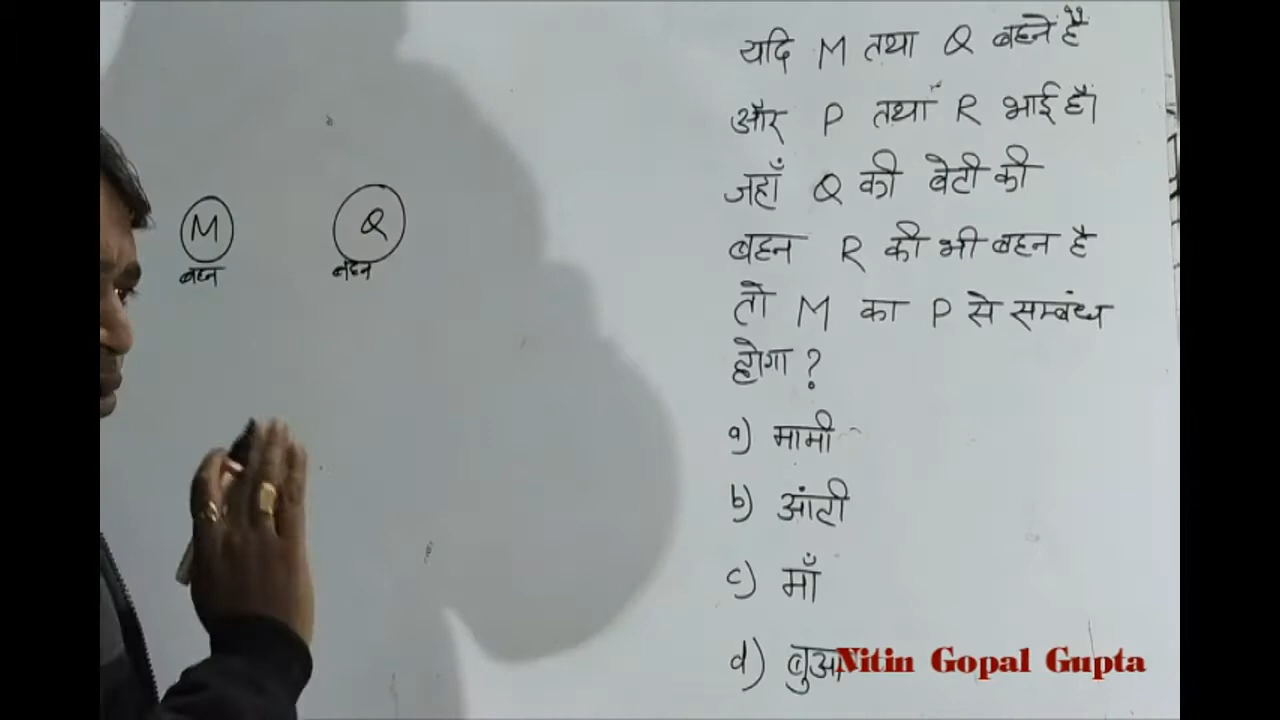 यदि M तथा Q बहनें हैं
और P तथा R भाई हैं।
जहाँ Q की बेटी की
बहन R की भी बहन है
तो M का P से सम्बंध
होगा ?
a) मामी
b) आंटी
c) माँ
d) बुआ
M
बहन
Q
बहन
Nitin Gopal Gupta